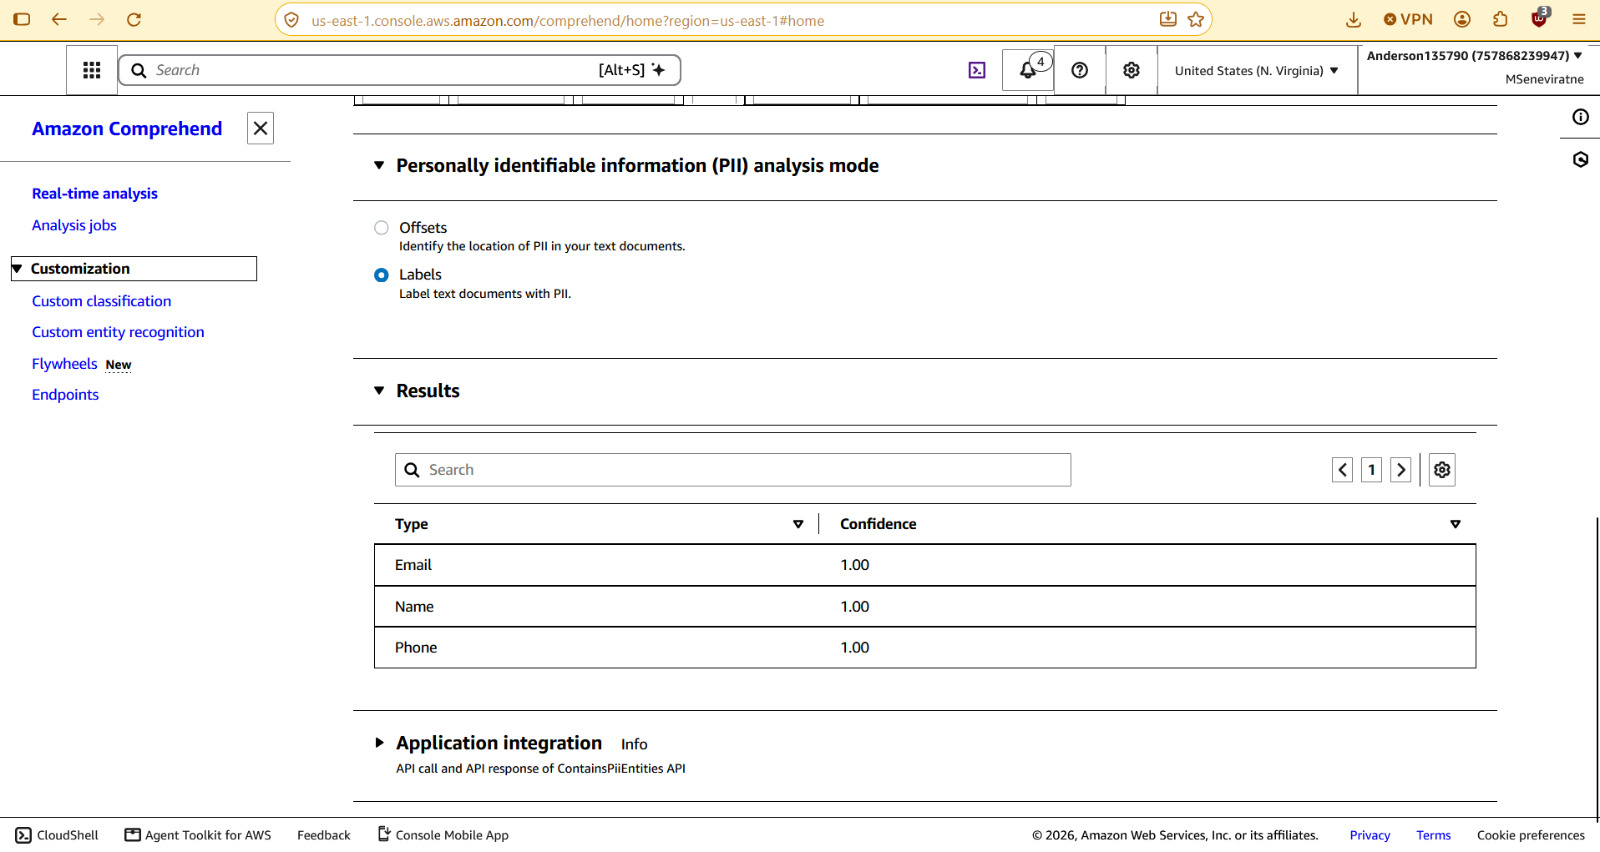 us-east-1.console.aws.amazon.com/comprehend/home?region=us-east-1#home
VPN
3
Search
[Alt+S]
4
United States (N. Virginia)
Anderson135790 (757868239947)
MSeneviratne
Amazon Comprehend
Real-time analysis
Analysis jobs
Customization
Custom classification
Custom entity recognition
Flywheels New
Endpoints
Personally identifiable information (PII) analysis mode
Offsets
Identify the location of PII in your text documents.
Labels
Label text documents with PII.
Results
Search
1
Type Confidence
Email 1.00
Name 1.00
Phone 1.00
Application integration Info
API call and API response of ContainsPiiEntities API
CloudShell Agent Toolkit for AWS Feedback Console Mobile App © 2026, Amazon Web Services, Inc. or its affiliates. Privacy Terms Cookie preferences